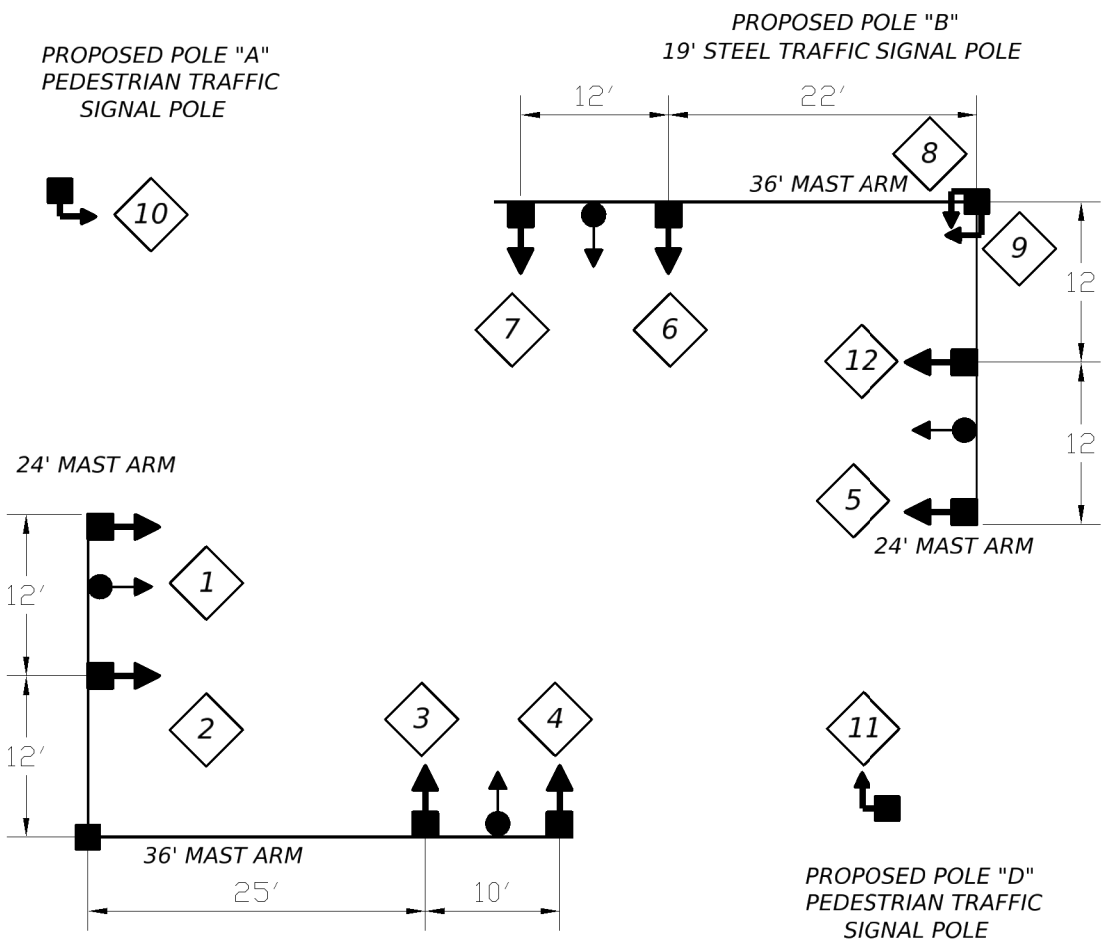 PROPOSED POLE "B"
19' STEEL TRAFFIC SIGNAL POLE
PROPOSED POLE "A"
PEDESTRIAN TRAFFIC
SIGNAL POLE
12'
22'
8
36' MAST ARM
10
9
12
7
6
12
12
24' MAST ARM
5
24' MAST ARM
1
12'
2
3
4
11
12'
36' MAST ARM
25'
10'
PROPOSED POLE "D"
PEDESTRIAN TRAFFIC
SIGNAL POLE